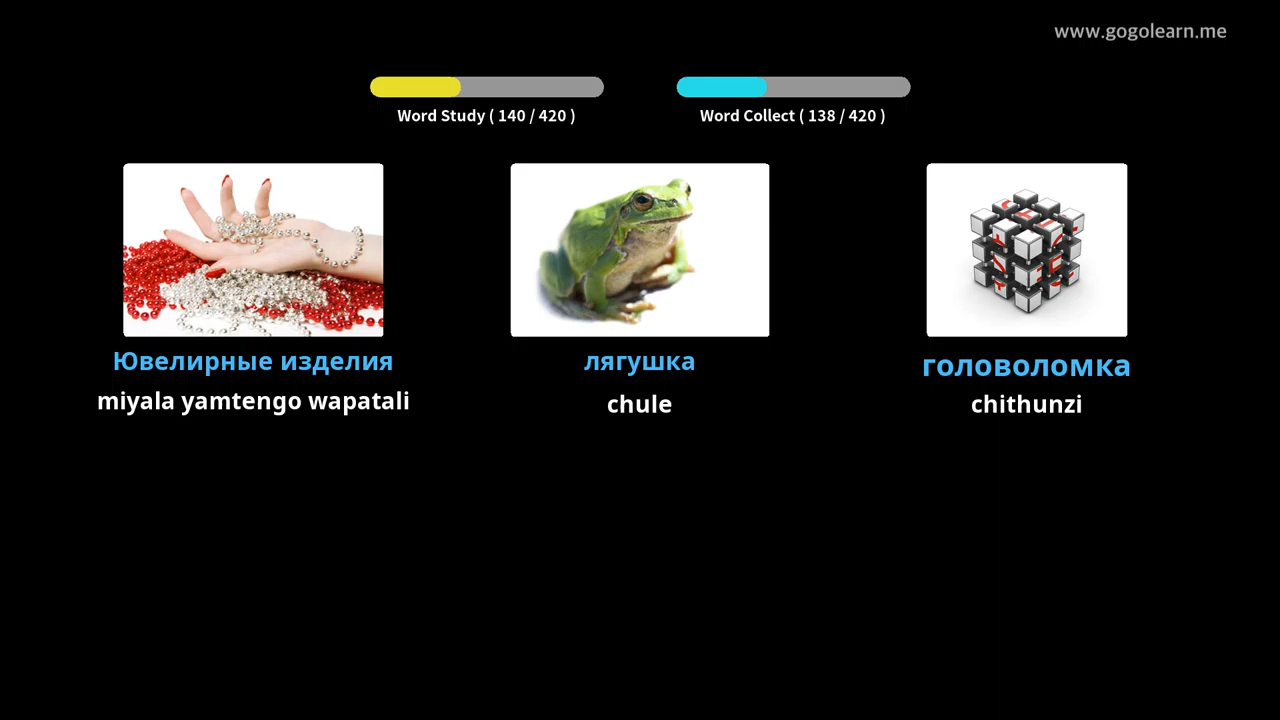 www.gogolearn.me
Word Study ( 140 / 420 )
Word Collect ( 138 / 420 )
Ювелирные изделия
miyala yamtengo wapatali
лягушка
chule
головоломка
chithunzi